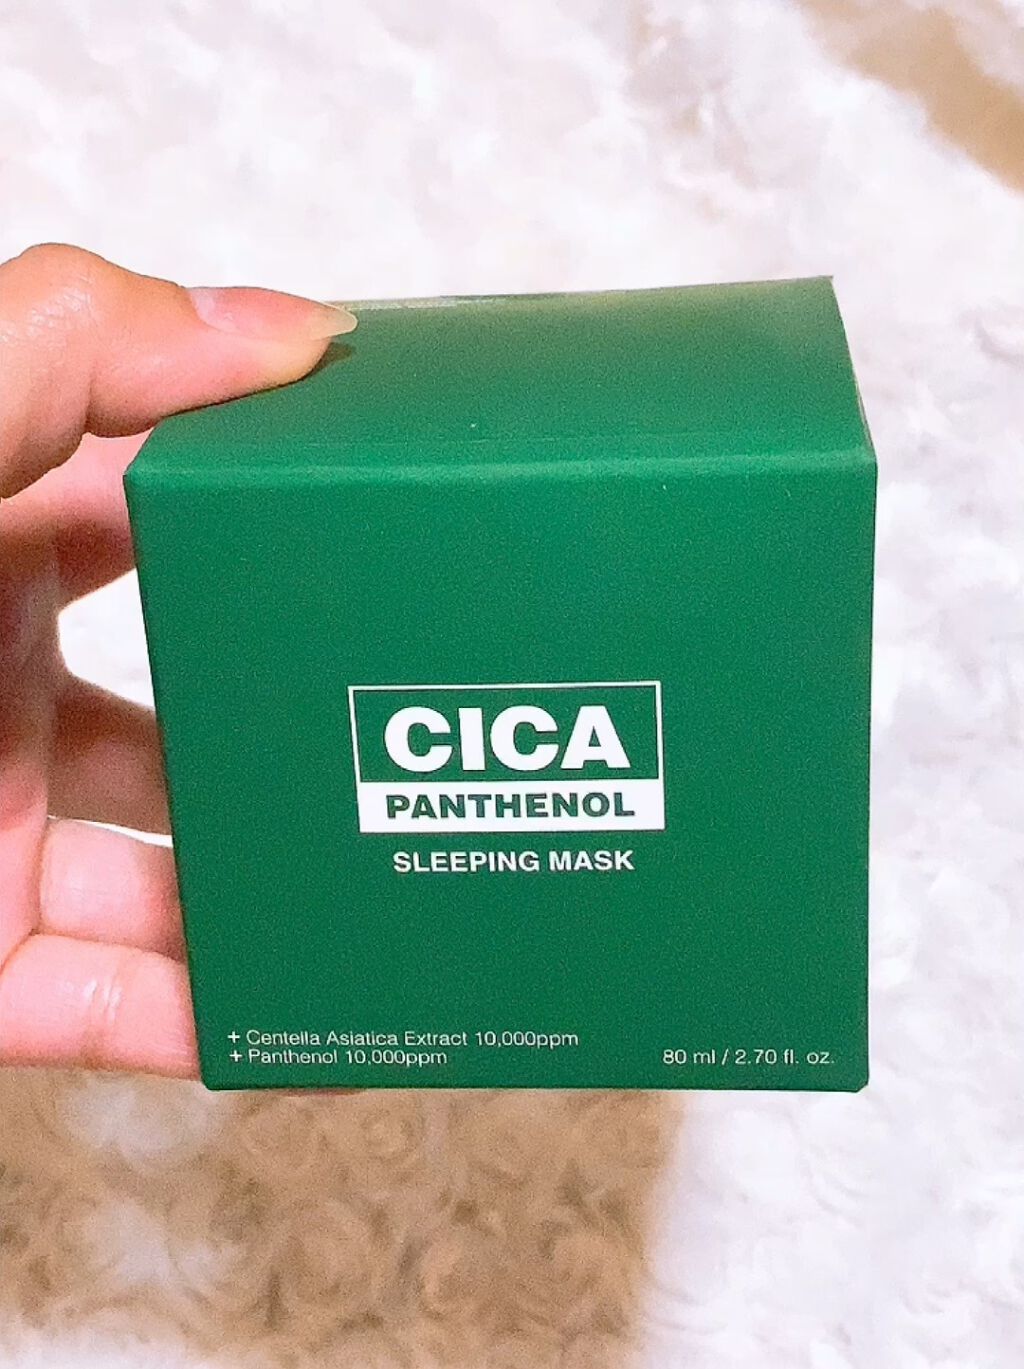 CICA
PANTHENOL
SLEEPING MASK
+ Centella Asiatica Extract 10,000ppm
+ Panthenol 10,000ppm
80 ml / 2.70 fl. oz.